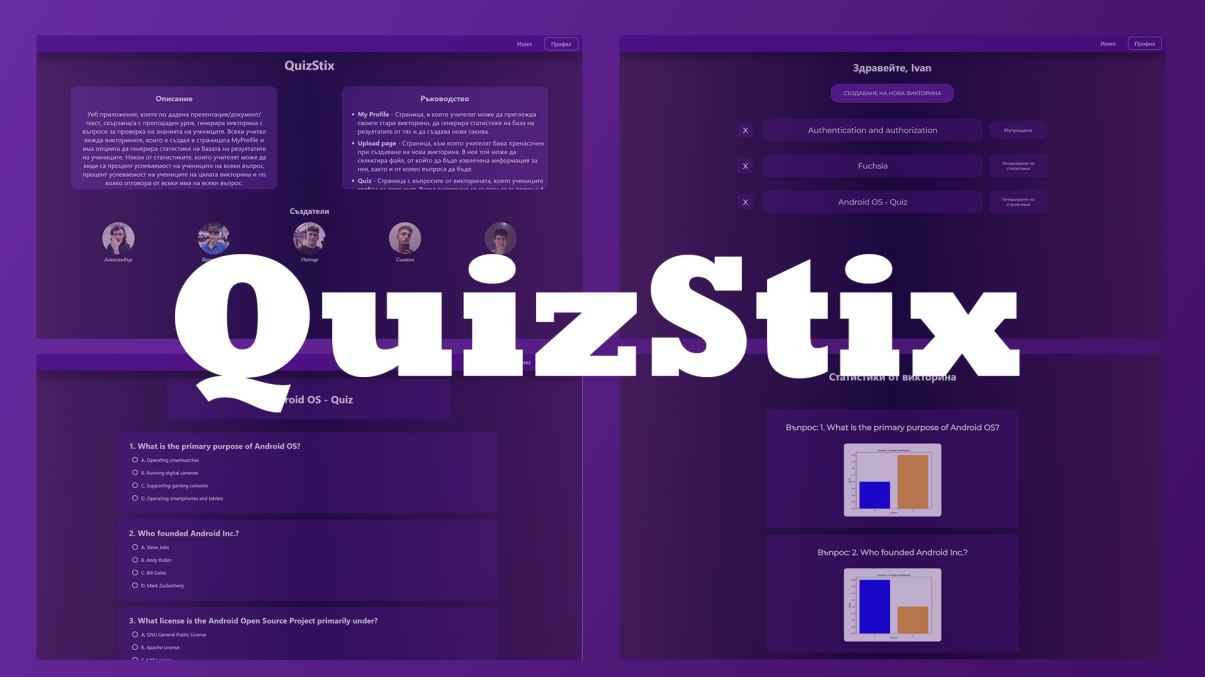 Излез
Профил
QuizStix
Описание
Уеб приложение, което по дадена презентация/документ/
текст, свързана/а с преподаден урок, генерира викторина с
въпроси за проверка на знанията на учениците. Всеки учител
вижда викторините, които е създал в страницата MyProfile и
има опцията да генерира статистики на базата на резултатите
на учениците. Някои от статистиките, които учителят може да
види са процент успеваемост на учениците на всеки въпрос,
процент успеваемост на учениците на цялата викторина и по
колко отговора от всеки има на всеки въпрос.
Ръководство
My Profile - Страница, в която учителят може да преглежда
своите стари викторини, да генерира статистики на база на
резултатите от тях и да създава нови такива.
Upload page - Страница, към която учителят бива пренасочен
при създаване на нова викторина. В нея той може да
селектира файл, от който да бъде извлечена информация за
нея, както и от колко въпроса да бъде.
Quiz - Страница с въпросите от викторината, която учениците
Създатели
Александър
Петър
Симеон
Излез
Профил
Здравейте, Ivan
СЪЗДАВАНЕ НА НОВА ВИКТОРИНА
X
Authentication and authorization
Изпращане
X
Fuchsia
Генериране на
статистика
X
Android OS - Quiz
Генериране на
статистика
QuizStix
roid OS - Quiz
1. What is the primary purpose of Android OS?
A. Operating smartwatches
B. Running digital cameras
C. Supporting gaming consoles
D. Operating smartphones and tablets
2. Who founded Android Inc.?
A. Steve Jobs
B. Andy Rubin
C. Bill Gates
D. Mark Zuckerberg
3. What license is the Android Open Source Project primarily under?
A. GNU General Public License
B. Apache License
Статистики от викторина
Въпрос: 1. What is the primary purpose of Android OS?
Въпрос: 2. Who founded Android Inc.?